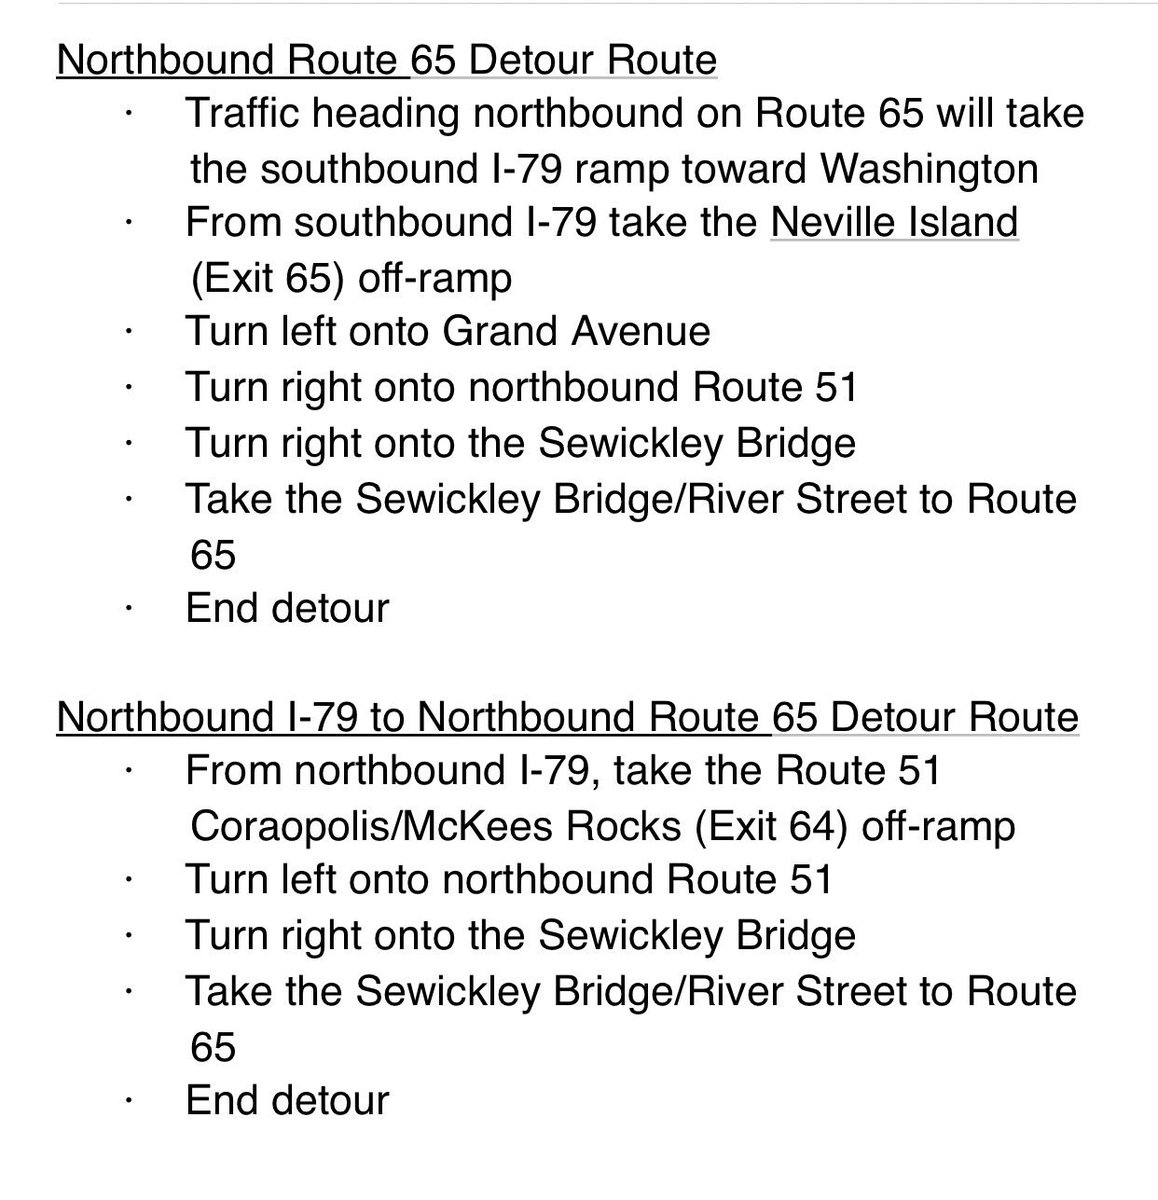 Northbound Route 65 Detour Route
· Traffic heading northbound on Route 65 will take
the southbound I-79 ramp toward Washington
· From southbound I-79 take the Neville Island
(Exit 65) off-ramp
· Turn left onto Grand Avenue
· Turn right onto northbound Route 51
· Turn right onto the Sewickley Bridge
· Take the Sewickley Bridge/River Street to Route
65
· End detour
Northbound I-79 to Northbound Route 65 Detour Route
· From northbound I-79, take the Route 51
Coraopolis/McKees Rocks (Exit 64) off-ramp
· Turn left onto northbound Route 51
· Turn right onto the Sewickley Bridge
· Take the Sewickley Bridge/River Street to Route
65
· End detour